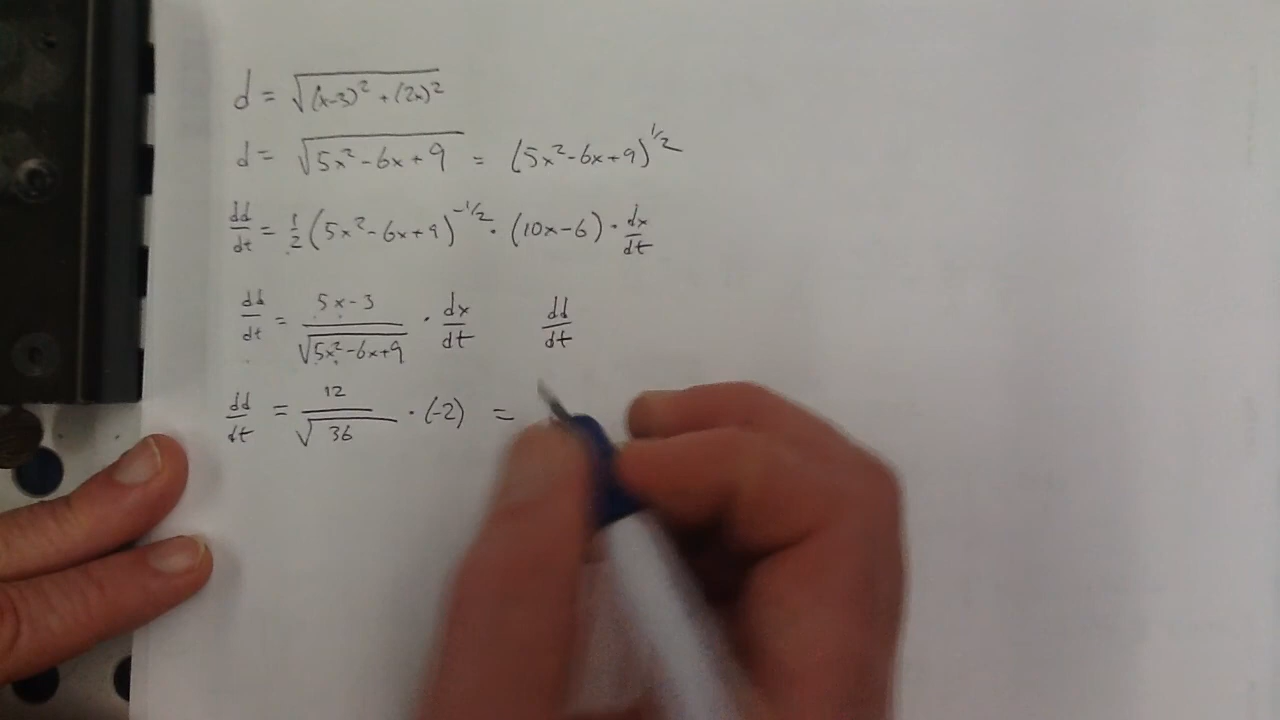 d = √((x-3)² + (2x)²)
d = √(5x² - 6x + 9) = (5x² - 6x + 9)^1/2
dd/dt = 1/2 (5x² - 6x + 9)^-1/2 · (10x - 6) · dx/dt
dd/dt = (5x - 3)/√(5x² - 6x + 9) · dx/dt dd/dt
dd/dt = 12/√36 · (-2) =